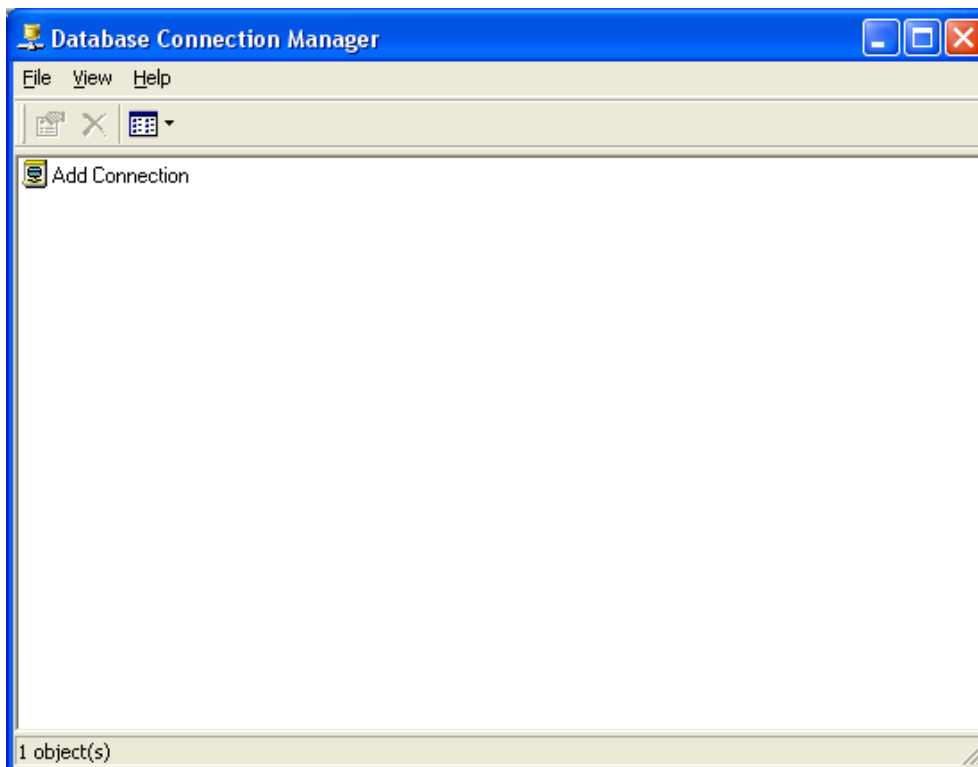 Database Connection Manager
File View Help
Add Connection
1 object(s)